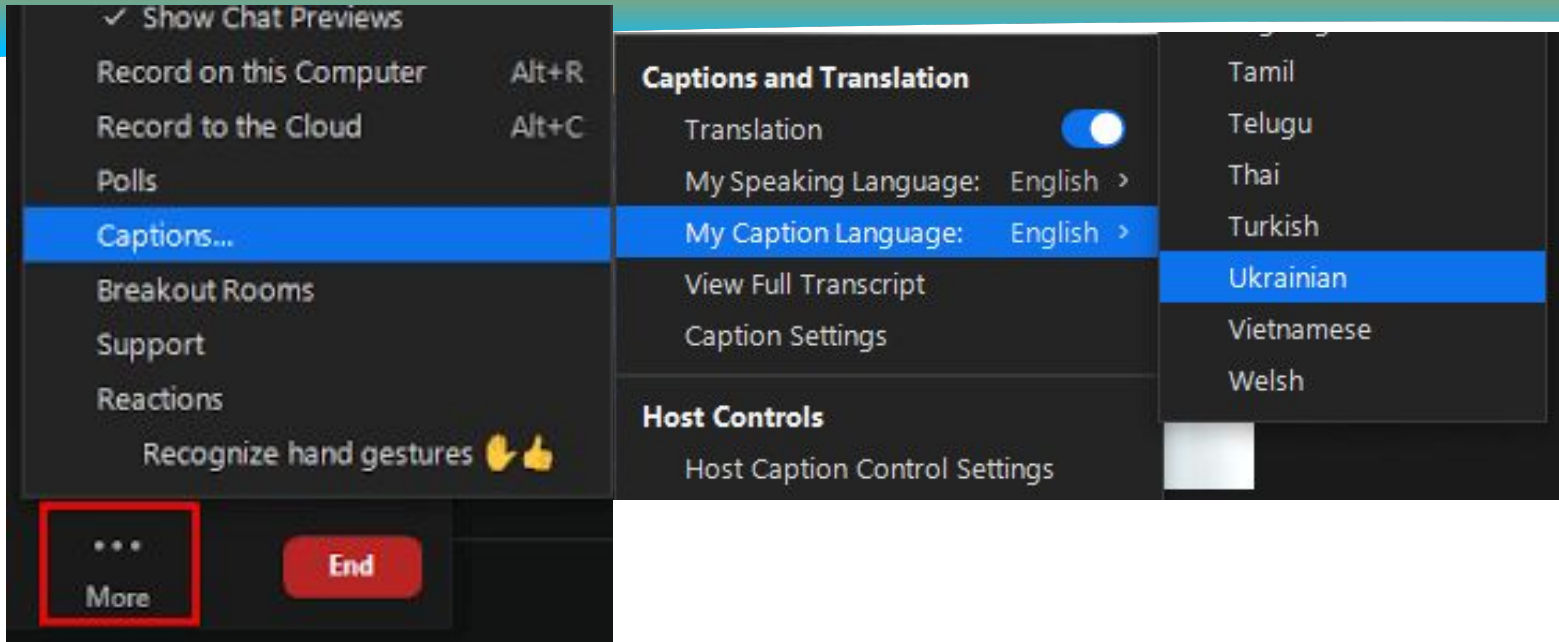 ✓ Show Chat Previews
Record on this Computer Alt+R
Record to the Cloud Alt+C
Polls
Captions...
Breakout Rooms
Support
Reactions
Recognize hand gestures ✋👍
More
End
Captions and Translation
Translation
My Speaking Language: English >
My Caption Language: English >
View Full Transcript
Caption Settings
Host Controls
Host Caption Control Settings
Tamil
Telugu
Thai
Turkish
Ukrainian
Vietnamese
Welsh